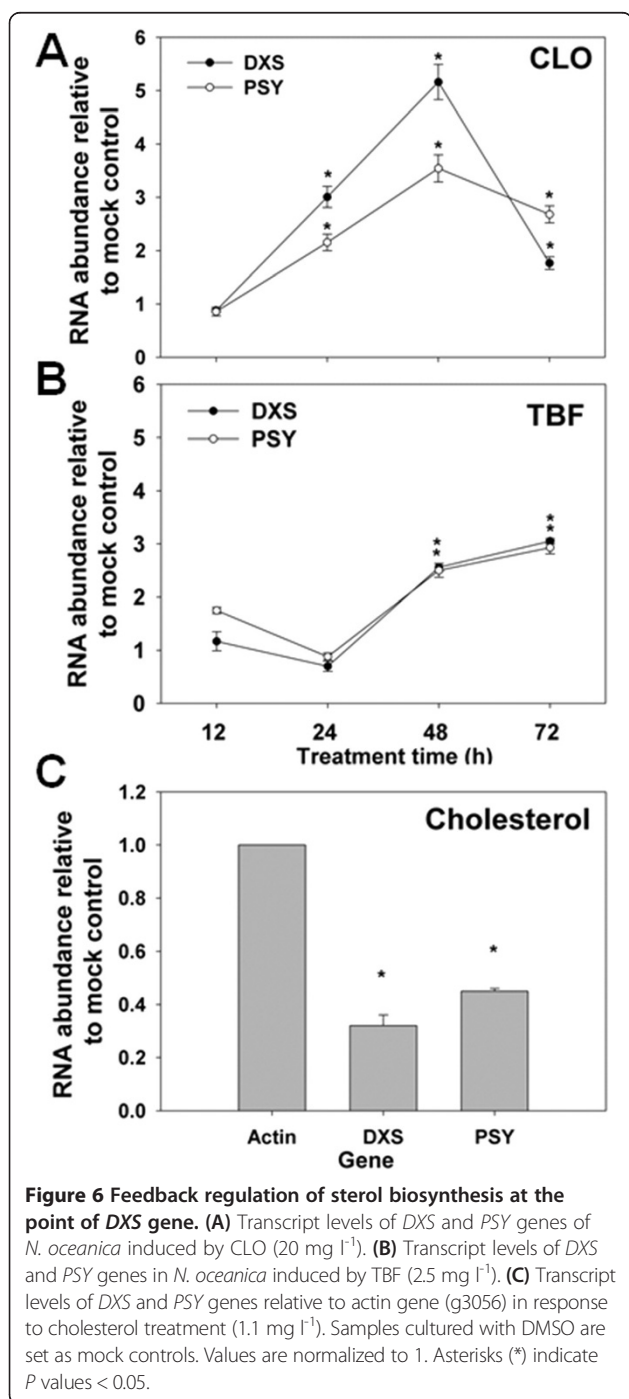 A
CLO
DXS
PSY
RNA abundance relative
to mock control
6
5
4
3
2
1
0
*
*
*
*
*
*
B
TBF
DXS
PSY
RNA abundance relative
to mock control
6
5
4
3
2
1
0
*
*
*
*
12 24 48 72
Treatment time (h)
C
Cholesterol
RNA abundance relative
to mock control
1.2
1.0
0.8
0.6
0.4
0.2
0.0
*
*
Actin DXS PSY
Gene
Figure 6 Feedback regulation of sterol biosynthesis at the
point of DXS gene. (A) Transcript levels of DXS and PSY genes of
N. oceanica induced by CLO (20 mg l⁻¹). (B) Transcript levels of DXS
and PSY genes in N. oceanica induced by TBF (2.5 mg l⁻¹). (C) Transcript
levels of DXS and PSY genes relative to actin gene (g3056) in response
to cholesterol treatment (1.1 mg l⁻¹). Samples cultured with DMSO are
set as mock controls. Values are normalized to 1. Asterisks (*) indicate
P values < 0.05.